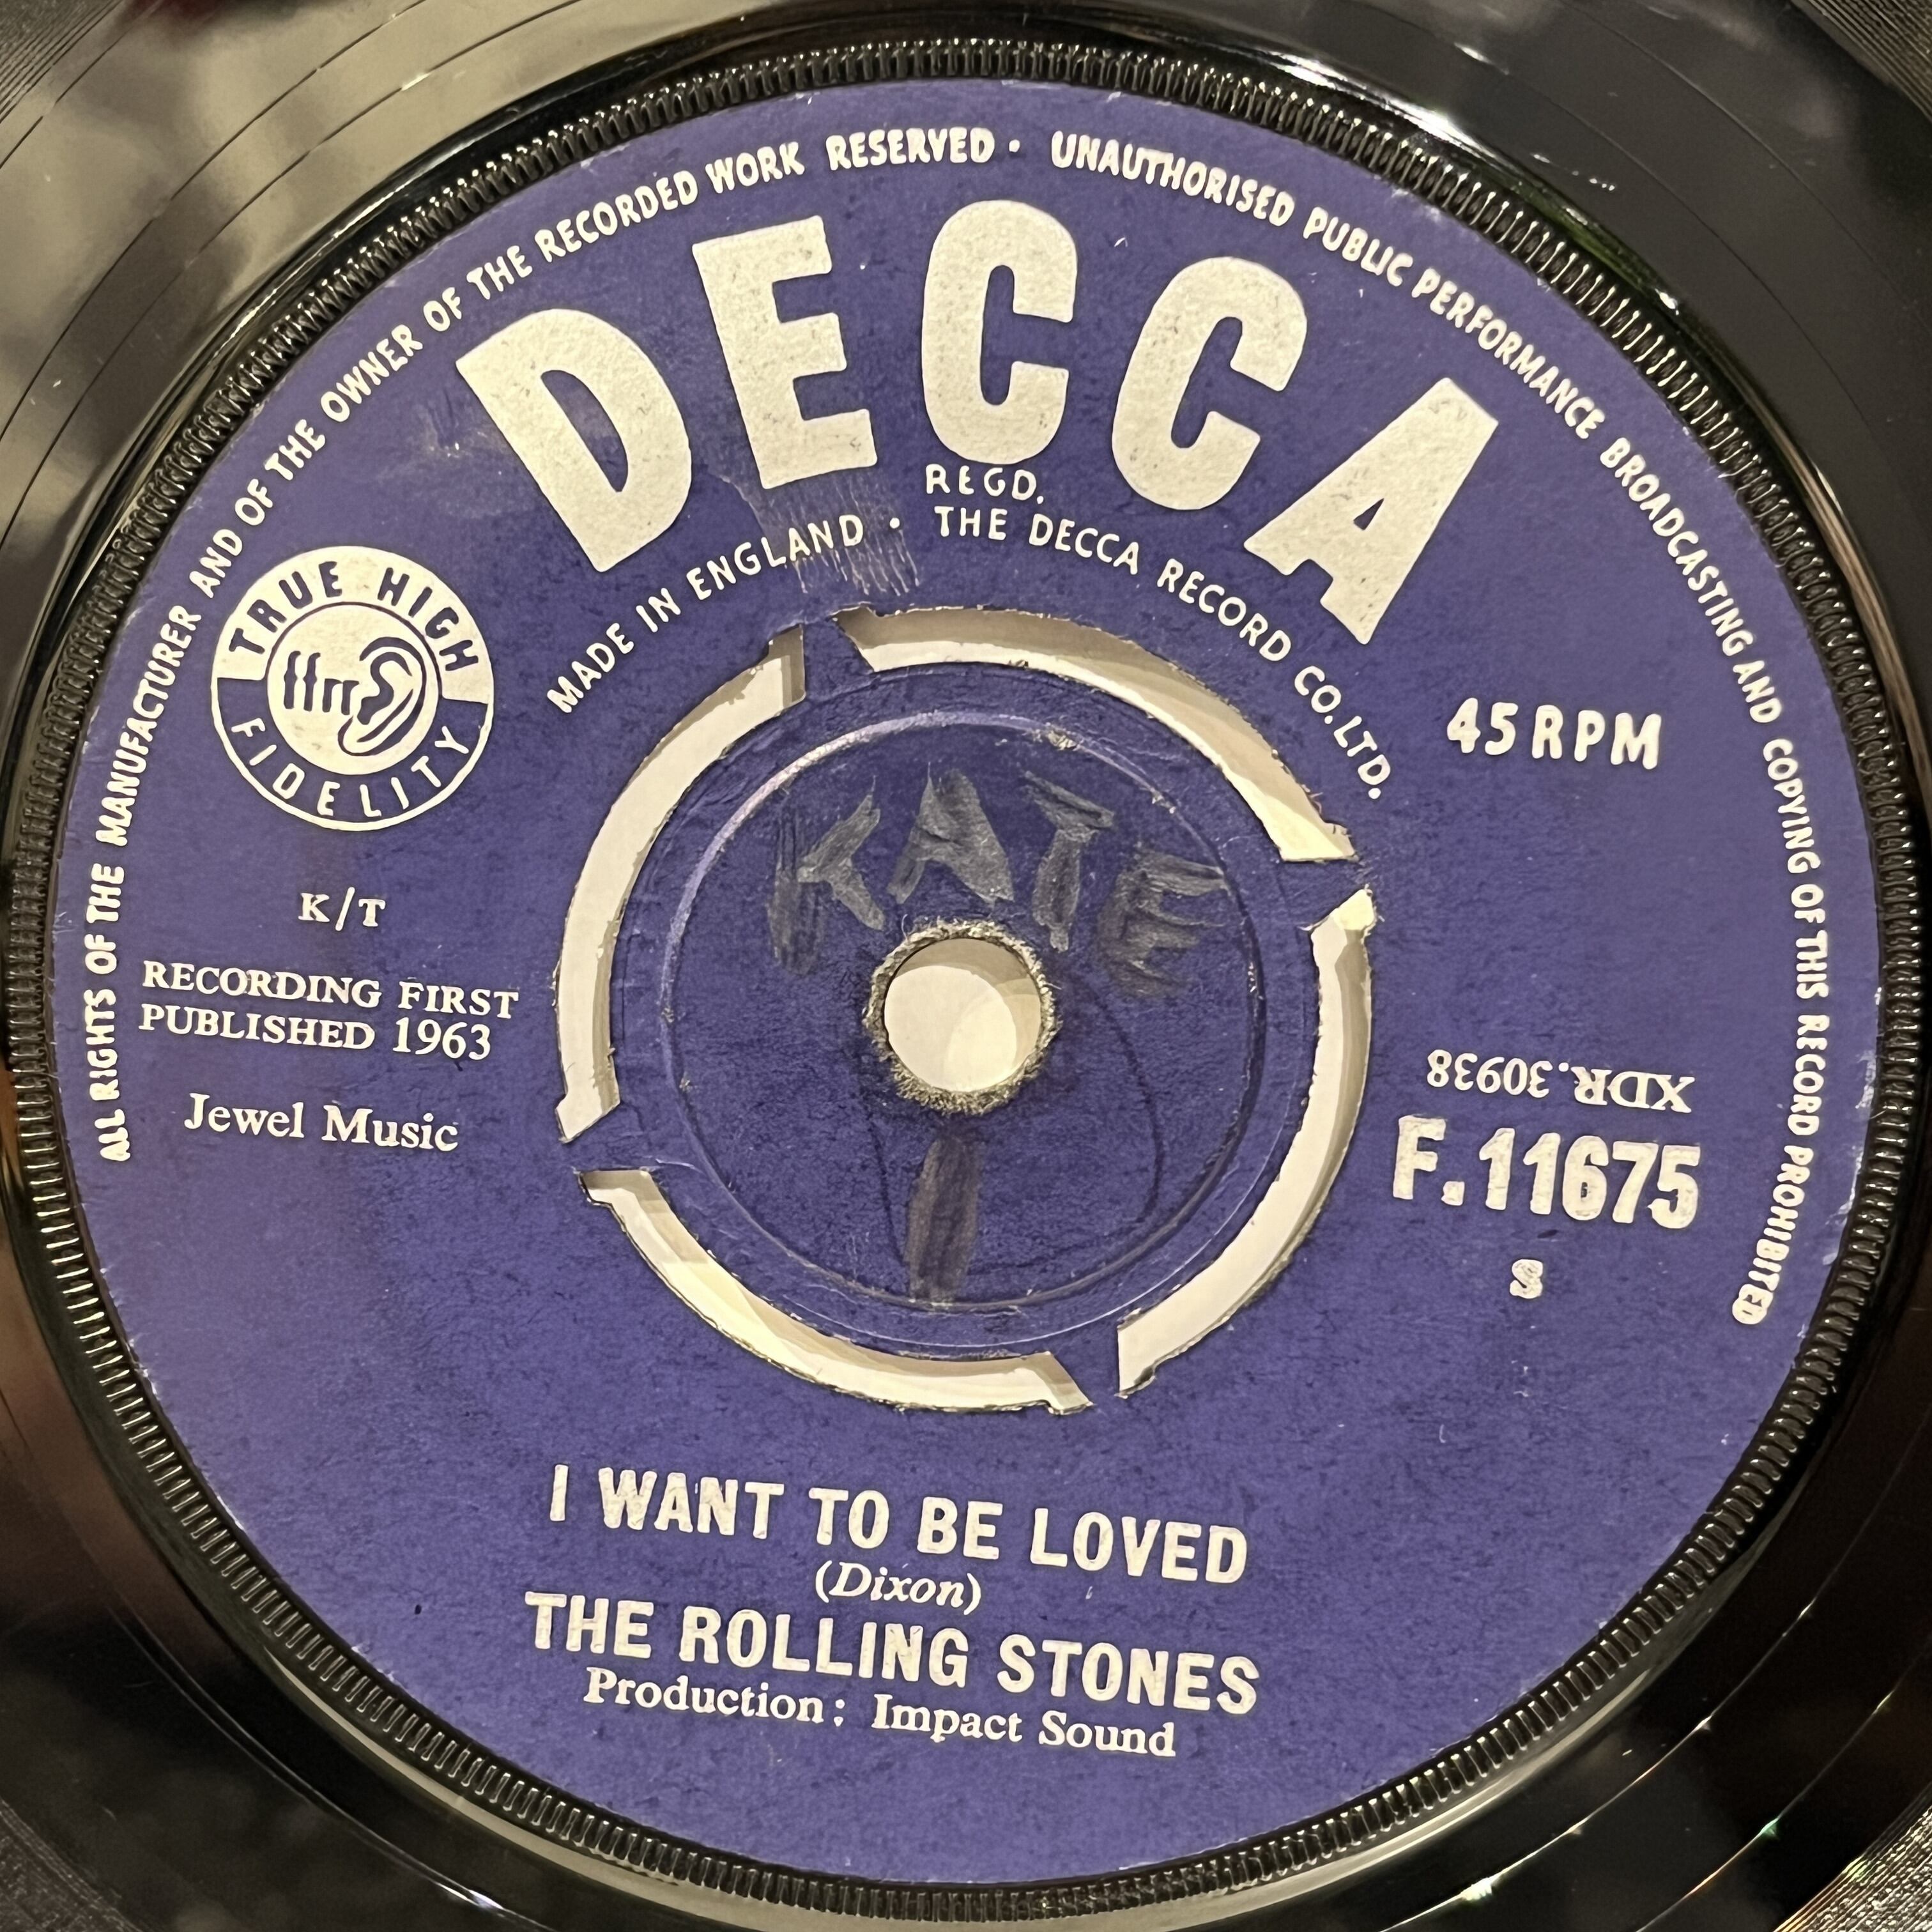 ALL RIGHTS OF THE MANUFACTURER AND OF THE OWNER OF THE RECORDED WORK RESERVED · UNAUTHORISED PUBLIC PERFORMANCE BROADCASTING AND COPYING OF THIS RECORD PROHIBITED
DECCA
REGD.
MADE IN ENGLAND · THE DECCA RECORD CO. LTD.
TRUE HIGH
ffrr
FIDELITY
45 RPM
KATE
K/T
RECORDING FIRST
PUBLISHED 1963
Jewel Music
XDR.30938
F.11675
S
I WANT TO BE LOVED
(Dixon)
THE ROLLING STONES
Production: Impact Sound